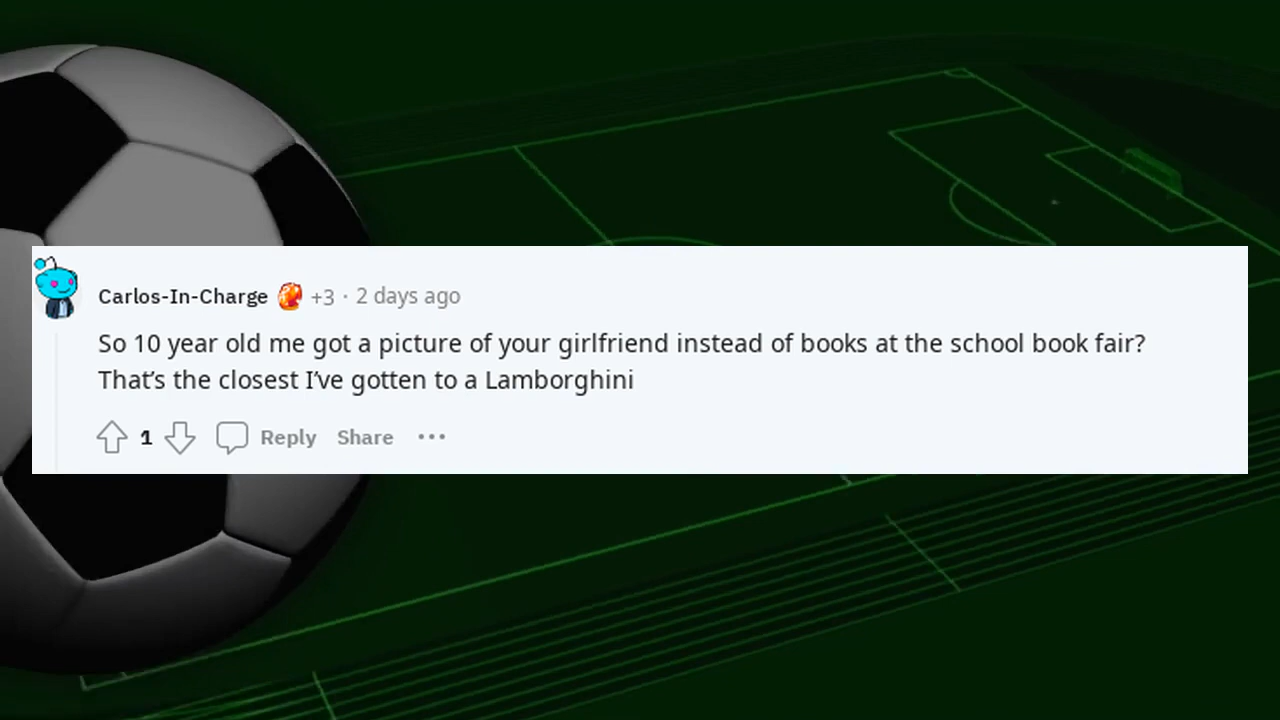 Carlos-In-Charge +3 · 2 days ago
So 10 year old me got a picture of your girlfriend instead of books at the school book fair?
That’s the closest I’ve gotten to a Lamborghini
1 Reply Share